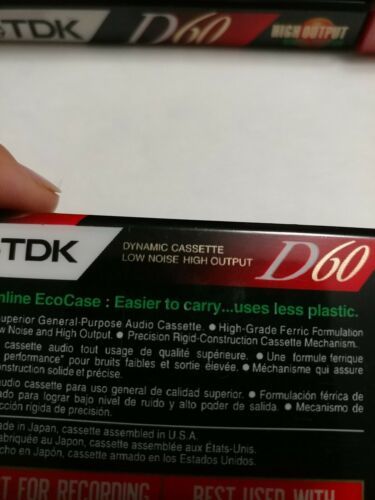 TDK D60 HIGH OUTPUT
TDK DYNAMIC CASSETTE D60
LOW NOISE HIGH OUTPUT
nline EcoCase : Easier to carry...uses less plastic.
uperior General-Purpose Audio Cassette. ● High-Grade Ferric Formulation
w Noise and High Output. ● Precision Rigid-Construction Cassette Mechanism.
cassette audio tout usage de qualité supérieure. ● Une formule ferrique
performance" pour bruits faibles et sortie élevée. ● Méchanisme qui assure
onstruction solide et précise.
udio cassette para uso general de calidad superior. ● Formulación férrica de
ado para lograr bajo nivel de ruido y alto poder de salida. ● Mecanismo de
cción rígida de precisión.
ade in Japan, cassette assembled in U.S.A.
abriquée au Japon, cassette assemblée aux États-Unis.
cho en Japón, cassette armado en los Estados Unidos
T FOR RECORDING BEST USED WITH